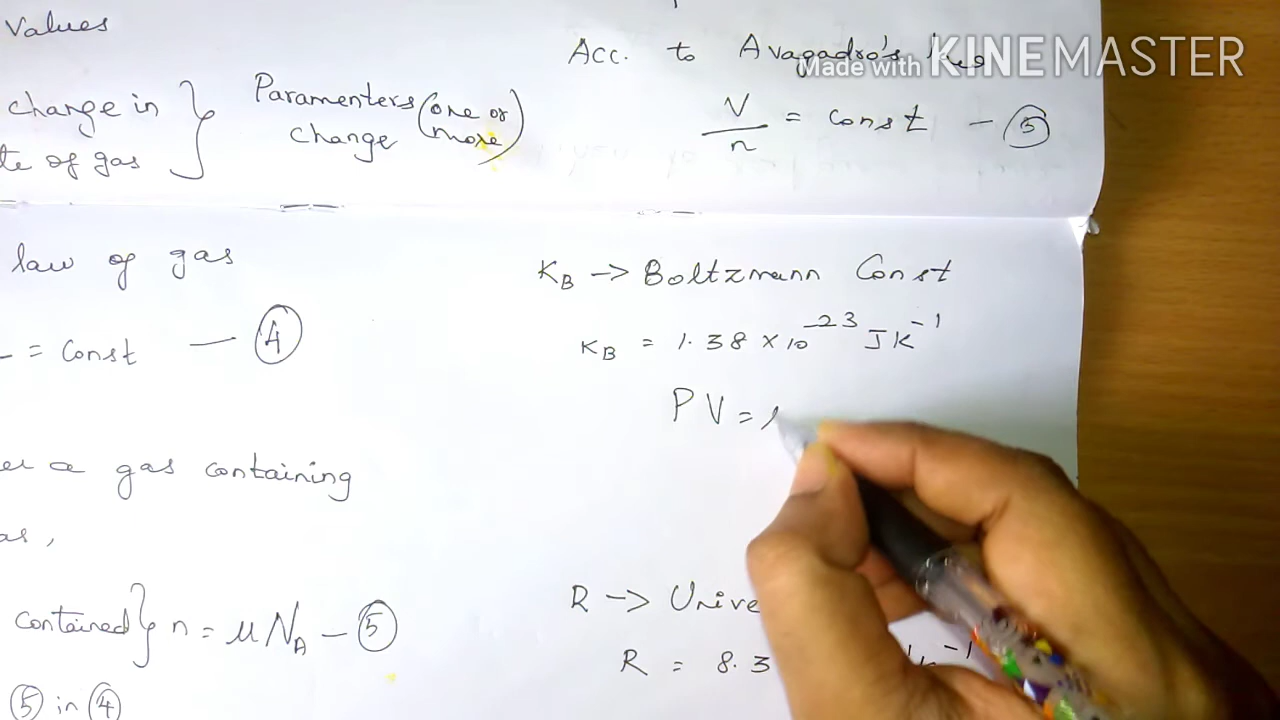 Values
change in
te of gas
Paramenters (one or
change more)
law of gas
= Const — ④
a gas containing
as,
contained } n = μN_A — ⑤
⑤ in ④
Acc. to Avagadro's
Made with KINEMASTER
V/n = const — ⑤
K_B → Boltzmann Const
K_B = 1.38 × 10^-23 J K^-1
PV =
R → Unive
R = 8.3